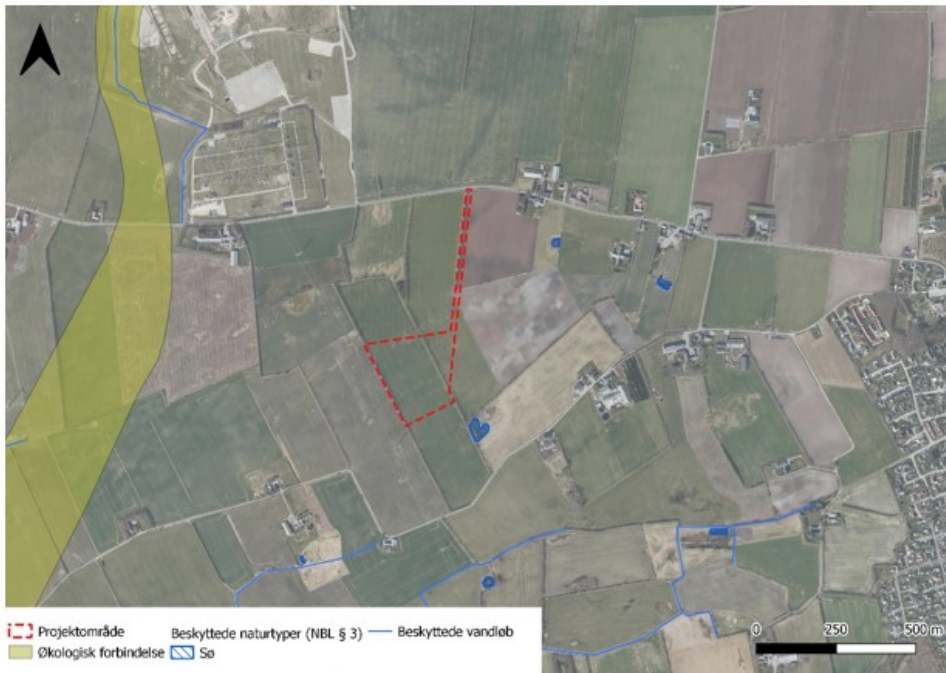 Projektområde
Beskyttede naturtyper (NBL § 3)
Beskyttede vandløb
Økologisk forbindelse
Sø
0 250 500 m